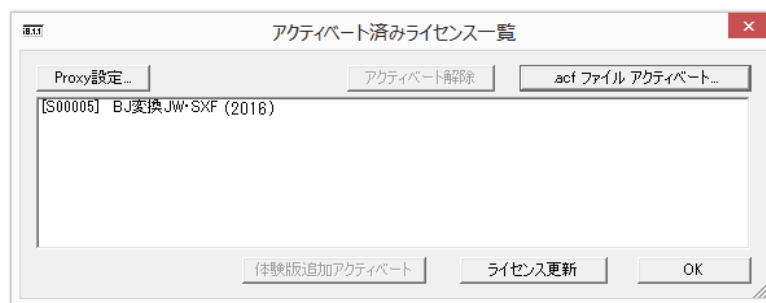 i8.1.1
アクティベート済みライセンス一覧
×
Proxy設定...
アクティベート解除
.acf ファイル アクティベート...
[S00005] BJ変換JW・SXF (2016)
体験版追加アクティベート
ライセンス更新
OK